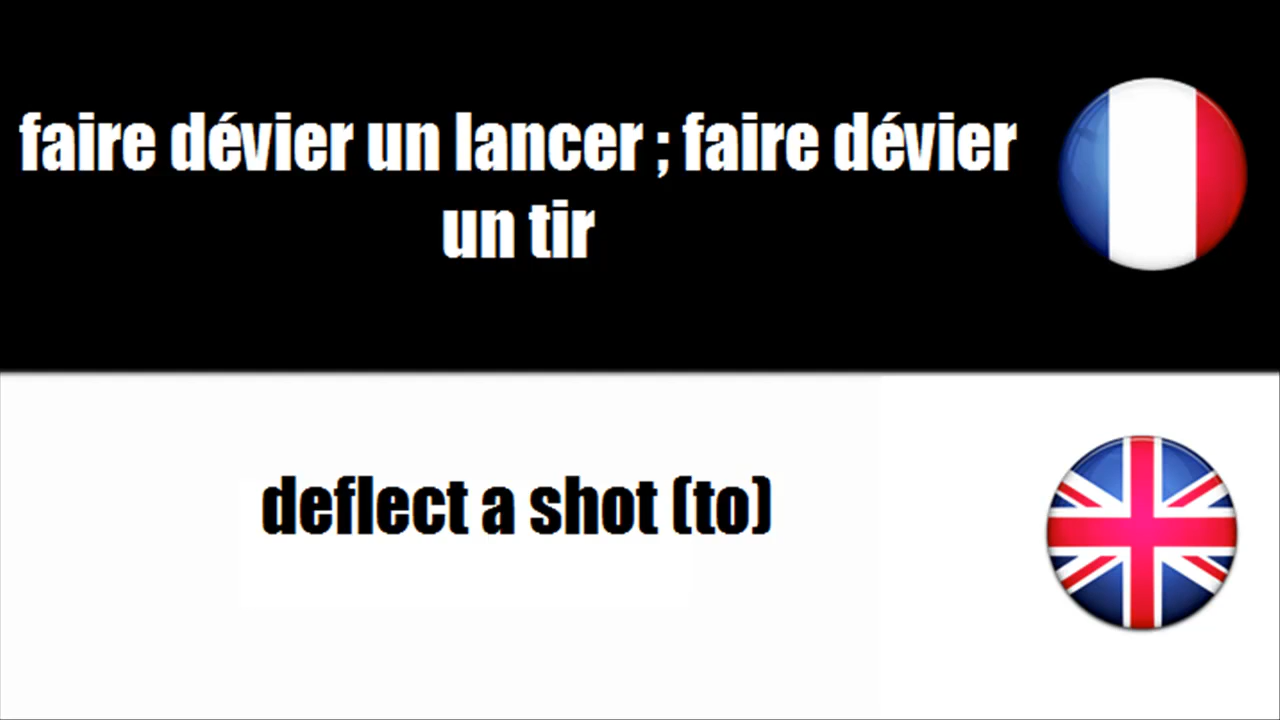 faire dévier un lancer ; faire dévier
un tir
deflect a shot (to)